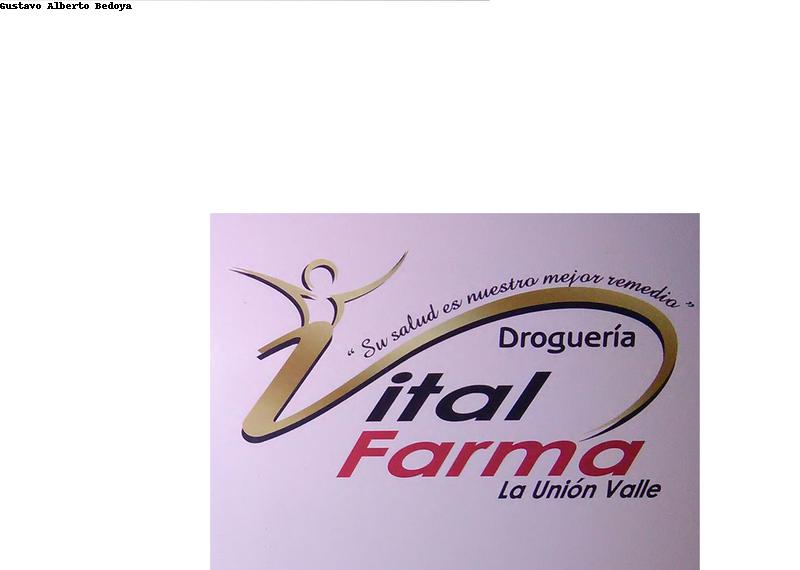 Gustavo Alberto Bedoya
“Su salud es nuestro mejor remedio”
Droguería
Vital
Farma
La Unión Valle